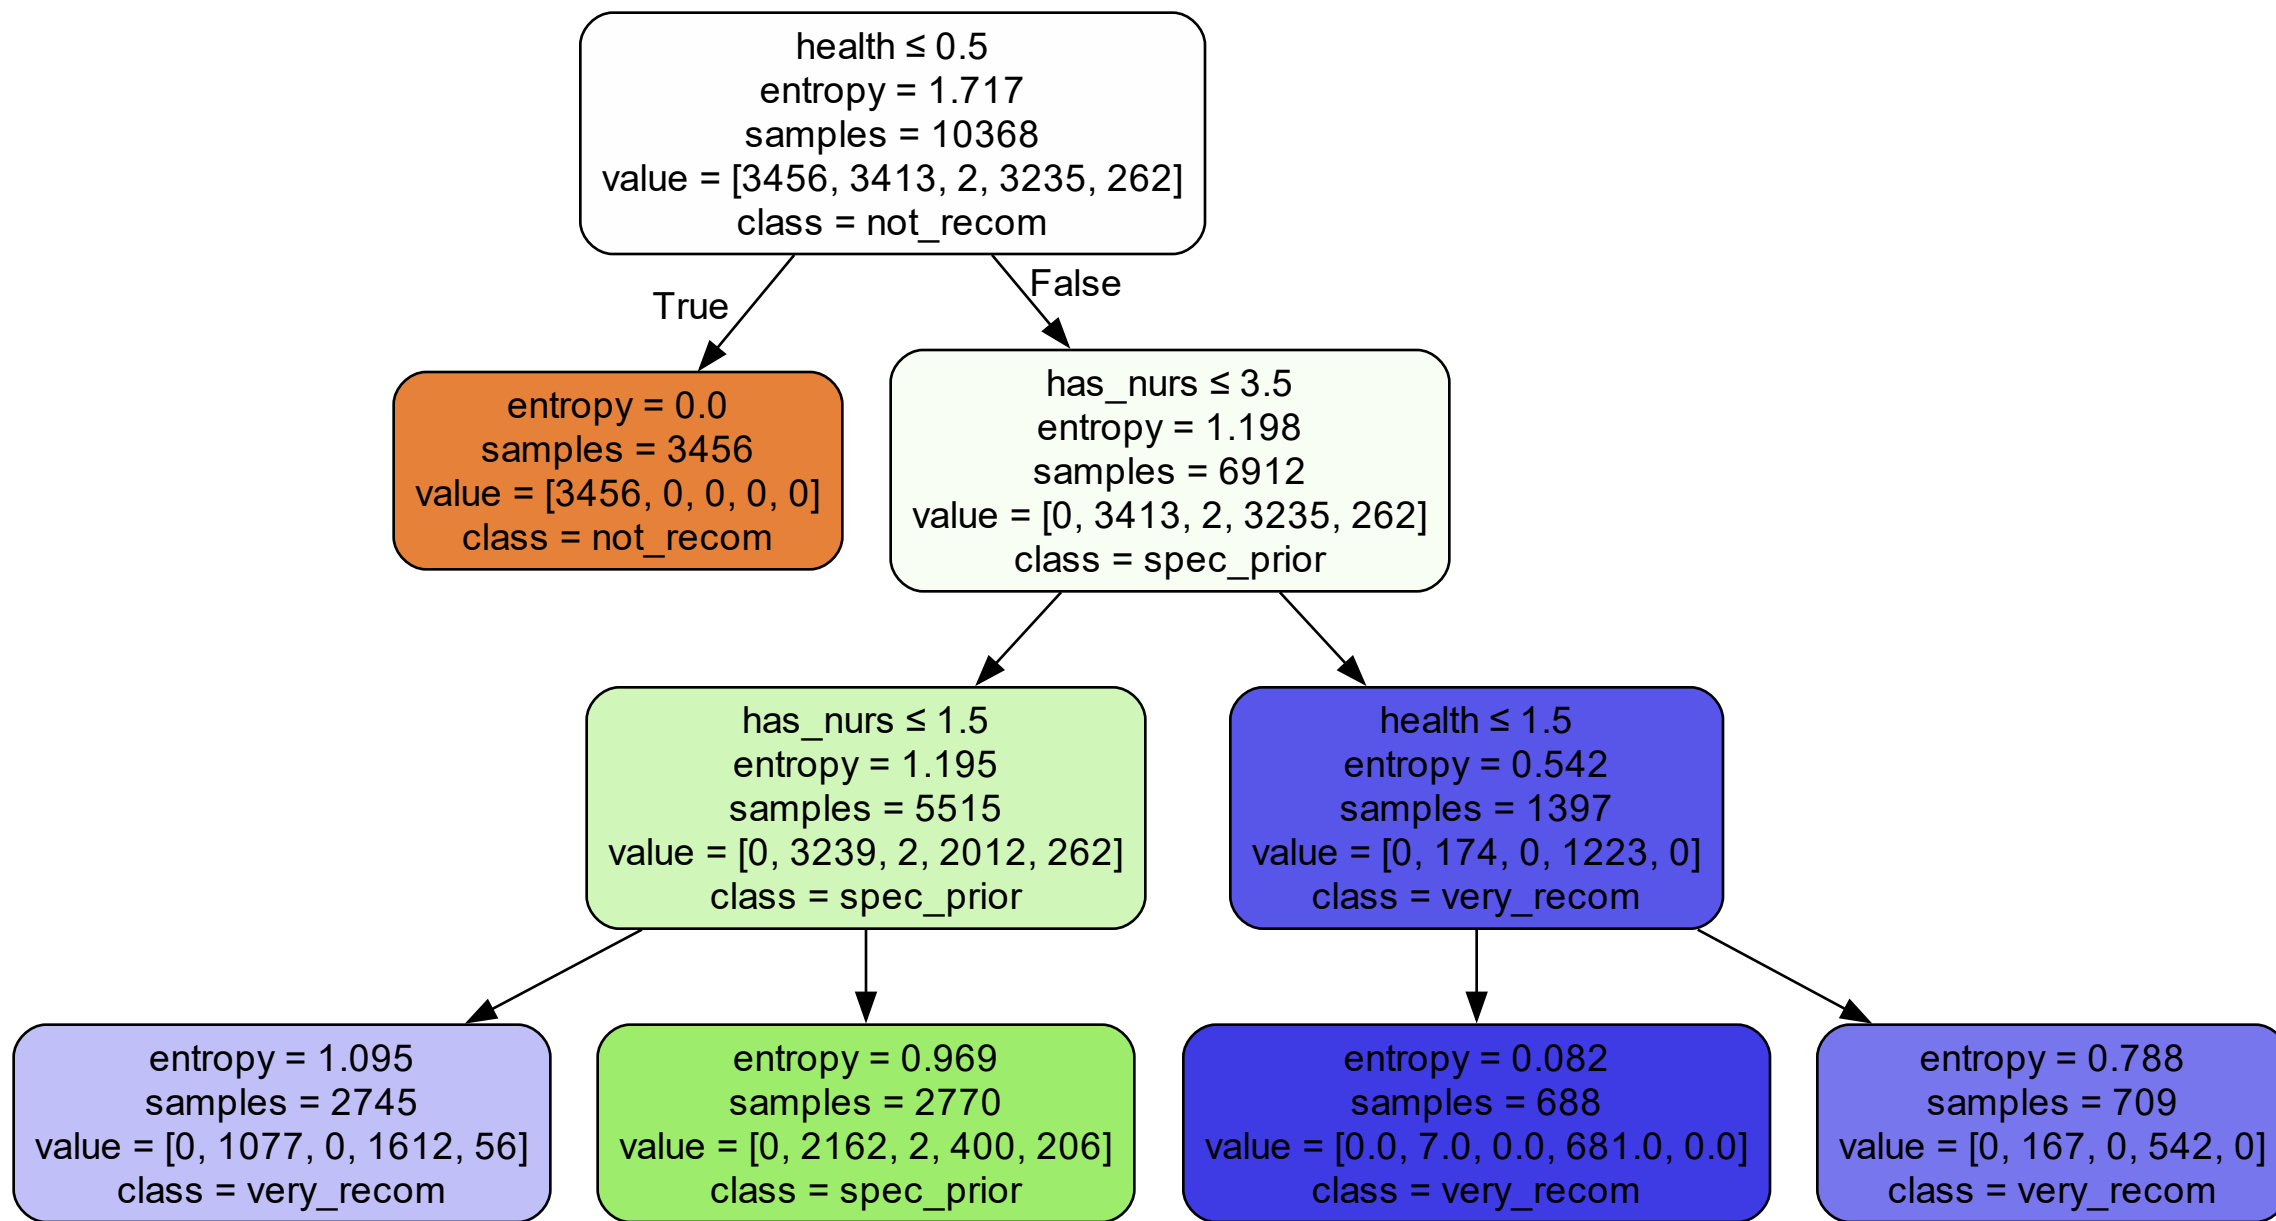 health ≤ 0.5
entropy = 1.717
samples = 10368
value = [3456, 3413, 2, 3235, 262]
class = not_recom
True
False
entropy = 0.0
samples = 3456
value = [3456, 0, 0, 0, 0]
class = not_recom
has_nurs ≤ 3.5
entropy = 1.198
samples = 6912
value = [0, 3413, 2, 3235, 262]
class = spec_prior
has_nurs ≤ 1.5
entropy = 1.195
samples = 5515
value = [0, 3239, 2, 2012, 262]
class = spec_prior
health ≤ 1.5
entropy = 0.542
samples = 1397
value = [0, 174, 0, 1223, 0]
class = very_recom
entropy = 1.095
samples = 2745
value = [0, 1077, 0, 1612, 56]
class = very_recom
entropy = 0.969
samples = 2770
value = [0, 2162, 2, 400, 206]
class = spec_prior
entropy = 0.082
samples = 688
value = [0.0, 7.0, 0.0, 681.0, 0.0]
class = very_recom
entropy = 0.788
samples = 709
value = [0, 167, 0, 542, 0]
class = very_recom